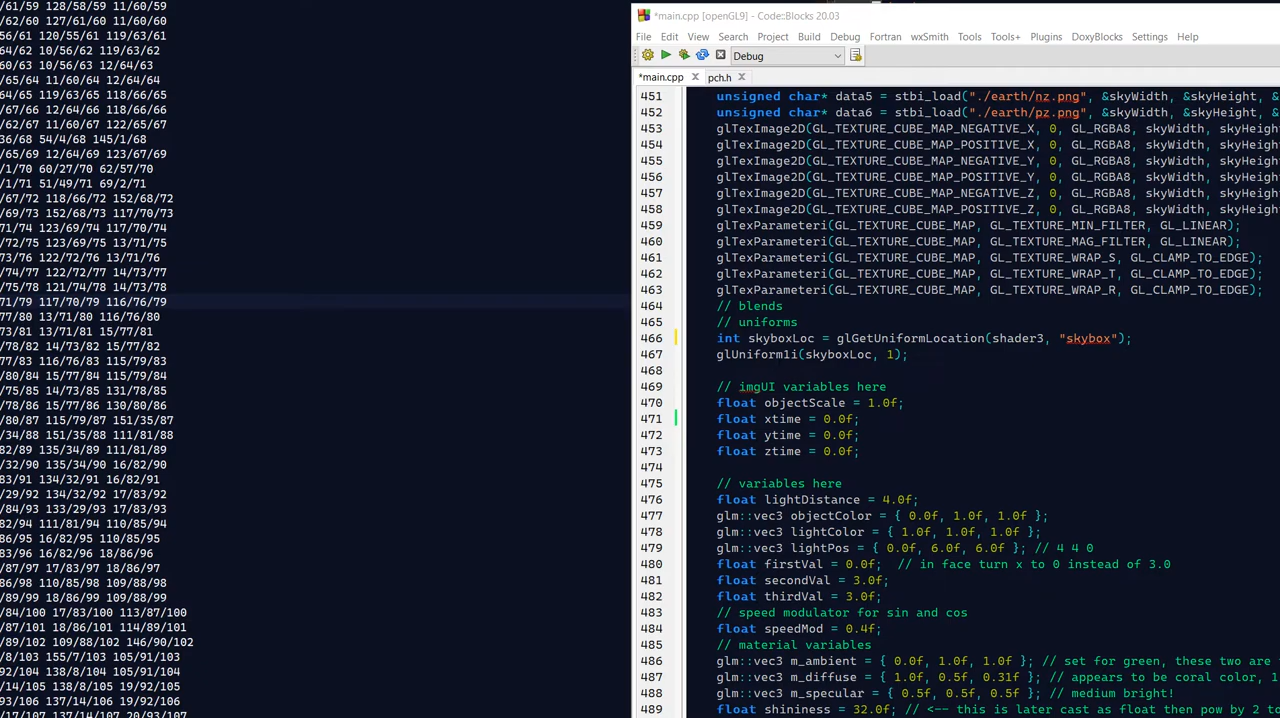 /61/59 128/58/59 11/60/59
62/60 127/61/60 11/60/60
56/61 120/55/61 119/63/61
64/62 10/56/62 119/63/62
56/63 10/56/63 12/64/63
65/64 11/60/64 12/64/64
64/65 119/63/65 118/66/65
67/66 12/64/66 118/66/66
62/67 11/60/67 122/65/67
36/68 54/4/68 145/1/68
65/69 12/64/69 123/67/69
/1/70 60/27/70 62/57/70
/1/71 51/49/71 69/2/71
67/72 118/66/72 152/68/72
69/73 152/68/73 117/70/73
71/74 123/69/74 117/70/74
72/75 123/69/75 13/71/75
73/76 122/72/76 13/71/76
74/77 122/72/77 14/73/77
75/78 121/74/78 14/73/78
71/79 117/70/79 116/76/79
77/80 13/71/80 116/76/80
73/81 13/71/81 15/77/81
78/82 14/73/82 15/77/82
77/83 116/76/83 115/79/83
80/84 15/77/84 115/79/84
74/85 14/73/85 131/78/85
78/86 15/77/86 130/80/86
80/87 115/79/87 151/35/87
/34/88 151/35/88 111/81/88
82/89 135/34/89 111/82/89
/32/90 135/34/90 16/82/90
82/91 134/32/91 16/82/91
/29/92 134/32/92 17/83/92
84/93 132/29/93 17/83/93
82/94 111/81/94 110/85/94
86/95 16/82/95 110/85/95
83/96 16/82/96 18/86/96
87/97 17/83/97 18/86/97
86/98 110/85/98 109/88/98
89/99 18/86/99 109/88/99
/84/100 17/83/100 113/87/100
87/101 18/86/101 114/89/101
89/102 109/88/102 146/90/102
/8/103 155/7/103 105/91/103
92/104 138/8/104 105/91/104
/14/105 138/8/105 19/92/105
93/106 137/14/106 19/92/106
*main.cpp [openGL9] - Code::Blocks 20.03
File Edit View Search Project Build Debug Fortran wxSmith Tools Tools+ Plugins DoxyBlocks Settings Help
Debug
*main.cpp pch.h
451 unsigned char* data5 = stbi_load("./earth/nz.png", &skyWidth, &skyHeight, &
452 unsigned char* data6 = stbi_load("./earth/pz.png", &skyWidth, &skyHeight, &
453 glTexImage2D(GL_TEXTURE_CUBE_MAP_NEGATIVE_X, 0, GL_RGBA8, skyWidth, skyHeight
454 glTexImage2D(GL_TEXTURE_CUBE_MAP_POSITIVE_X, 0, GL_RGBA8, skyWidth, skyHeight
455 glTexImage2D(GL_TEXTURE_CUBE_MAP_NEGATIVE_Y, 0, GL_RGBA8, skyWidth, skyHeight
456 glTexImage2D(GL_TEXTURE_CUBE_MAP_POSITIVE_Y, 0, GL_RGBA8, skyWidth, skyHeight
457 glTexImage2D(GL_TEXTURE_CUBE_MAP_NEGATIVE_Z, 0, GL_RGBA8, skyWidth, skyHeight
458 glTexImage2D(GL_TEXTURE_CUBE_MAP_POSITIVE_Z, 0, GL_RGBA8, skyWidth, skyHeight
459 glTexParameteri(GL_TEXTURE_CUBE_MAP, GL_TEXTURE_MIN_FILTER, GL_LINEAR);
460 glTexParameteri(GL_TEXTURE_CUBE_MAP, GL_TEXTURE_MAG_FILTER, GL_LINEAR);
461 glTexParameteri(GL_TEXTURE_CUBE_MAP, GL_TEXTURE_WRAP_S, GL_CLAMP_TO_EDGE);
462 glTexParameteri(GL_TEXTURE_CUBE_MAP, GL_TEXTURE_WRAP_T, GL_CLAMP_TO_EDGE);
463 glTexParameteri(GL_TEXTURE_CUBE_MAP, GL_TEXTURE_WRAP_R, GL_CLAMP_TO_EDGE);
464 // blends
465 // uniforms
466 int skyboxLoc = glGetUniformLocation(shader3, "skybox");
467 glUniform1i(skyboxLoc, 1);
468
469 // imgUI variables here
470 float objectScale = 1.0f;
471 float xtime = 0.0f;
472 float ytime = 0.0f;
473 float ztime = 0.0f;
474
475 // variables here
476 float lightDistance = 4.0f;
477 glm::vec3 objectColor = { 0.0f, 1.0f, 1.0f };
478 glm::vec3 lightColor = { 1.0f, 1.0f, 1.0f };
479 glm::vec3 lightPos = { 0.0f, 6.0f, 6.0f }; // 4 4 0
480 float firstVal = 0.0f; // in face turn x to 0 instead of 3.0
481 float secondVal = 3.0f;
482 float thirdVal = 3.0f;
483 // speed modulator for sin and cos
484 float speedMod = 0.4f;
485 // material variables
486 glm::vec3 m_ambient = { 0.0f, 1.0f, 1.0f }; // set for green, these two are
487 glm::vec3 m_diffuse = { 1.0f, 0.5f, 0.31f }; // appears to be coral color, 1
488 glm::vec3 m_specular = { 0.5f, 0.5f, 0.5f }; // medium bright!
489 float shininess = 32.0f; // <-- this is later cast as float then pow by 2 to